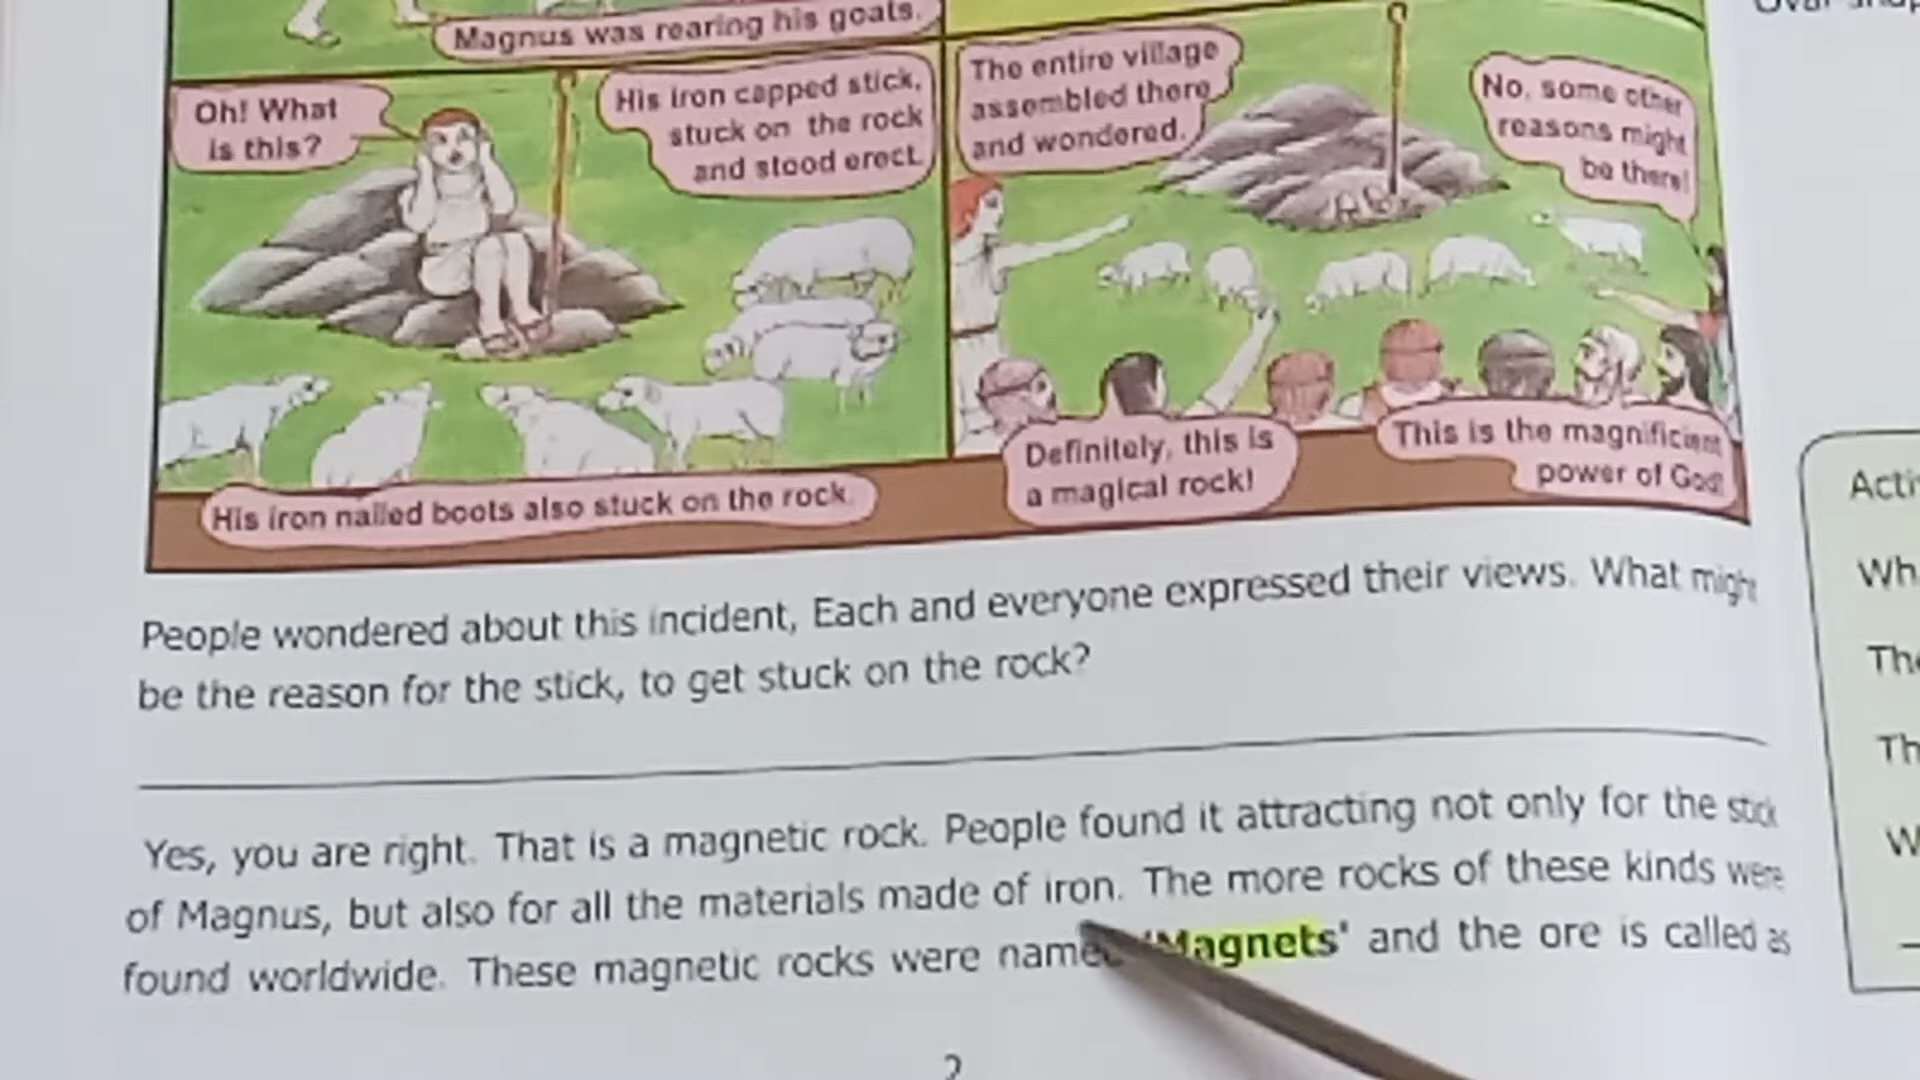 Magnus was rearing his goats.
Oh! What
is this?
His iron capped stick,
stuck on the rock
and stood erect.
His iron nailed boots also stuck on the rock.
The entire village
assembled there
and wondered.
No, some other
reasons might
be there!
Definitely, this is
a magical rock!
This is the magnificient
power of God!
People wondered about this incident, Each and everyone expressed their views. What might
be the reason for the stick, to get stuck on the rock?
Yes, you are right. That is a magnetic rock. People found it attracting not only for the stick
of Magnus, but also for all the materials made of iron. The more rocks of these kinds were
found worldwide. These magnetic rocks were named 'Magnets' and the ore is called as
2
Acti
Wh
The
Th
W